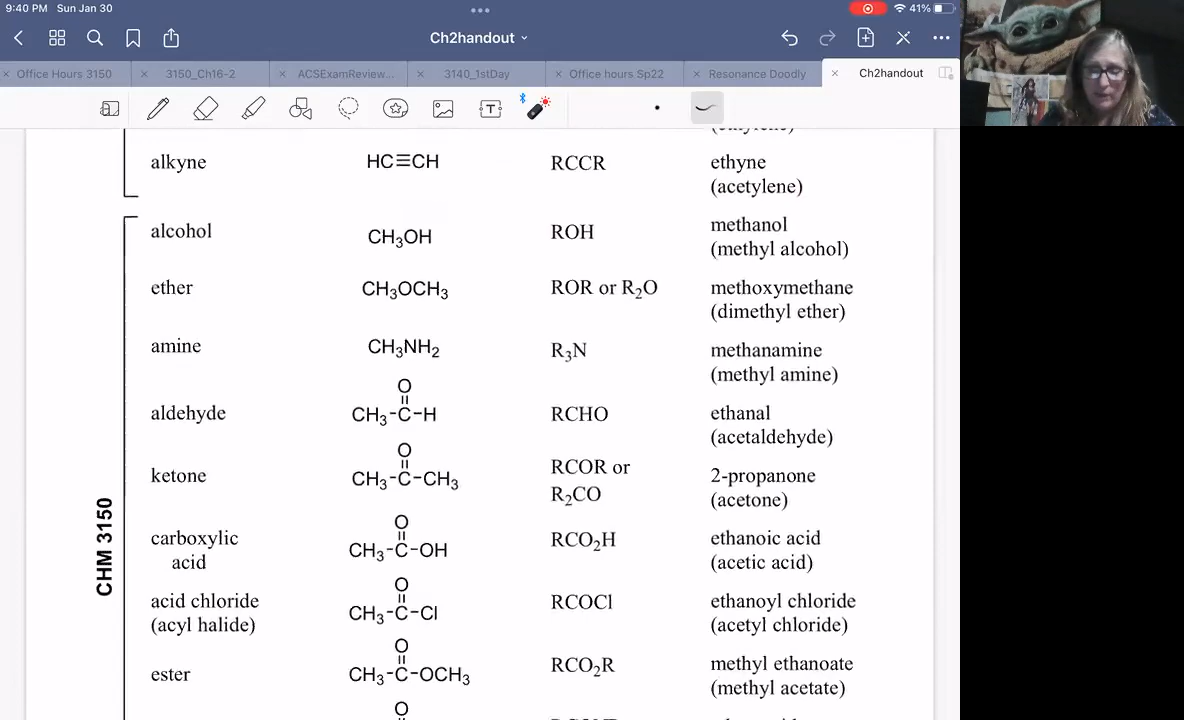 9:40 PM Sun Jan 30
41%
Ch2handout
Office Hours 3150
3150_Ch16-2
ACSExamReview...
3140_1stDay
Office hours Sp22
Resonance Doodly
Ch2handout
T
alkyne HC≡CH RCCR ethyne
(acetylene)
alcohol CH₃OH ROH methanol
(methyl alcohol)
ether CH₃OCH₃ ROR or R₂O methoxymethane
(dimethyl ether)
amine CH₃NH₂ R₃N methanamine
(methyl amine)
O
aldehyde CH₃-C-H RCHO ethanal
(acetaldehyde)
O
RCOR or
ketone CH₃-C-CH₃ 2-propanone
R₂CO (acetone)
O
carboxylic CH₃-C-OH RCO₂H ethanoic acid
acid (acetic acid)
O
acid chloride CH₃-C-Cl RCOCl ethanoyl chloride
(acyl halide) (acetyl chloride)
O
ester CH₃-C-OCH₃ RCO₂R methyl ethanoate
(methyl acetate)
O
CHM 3150